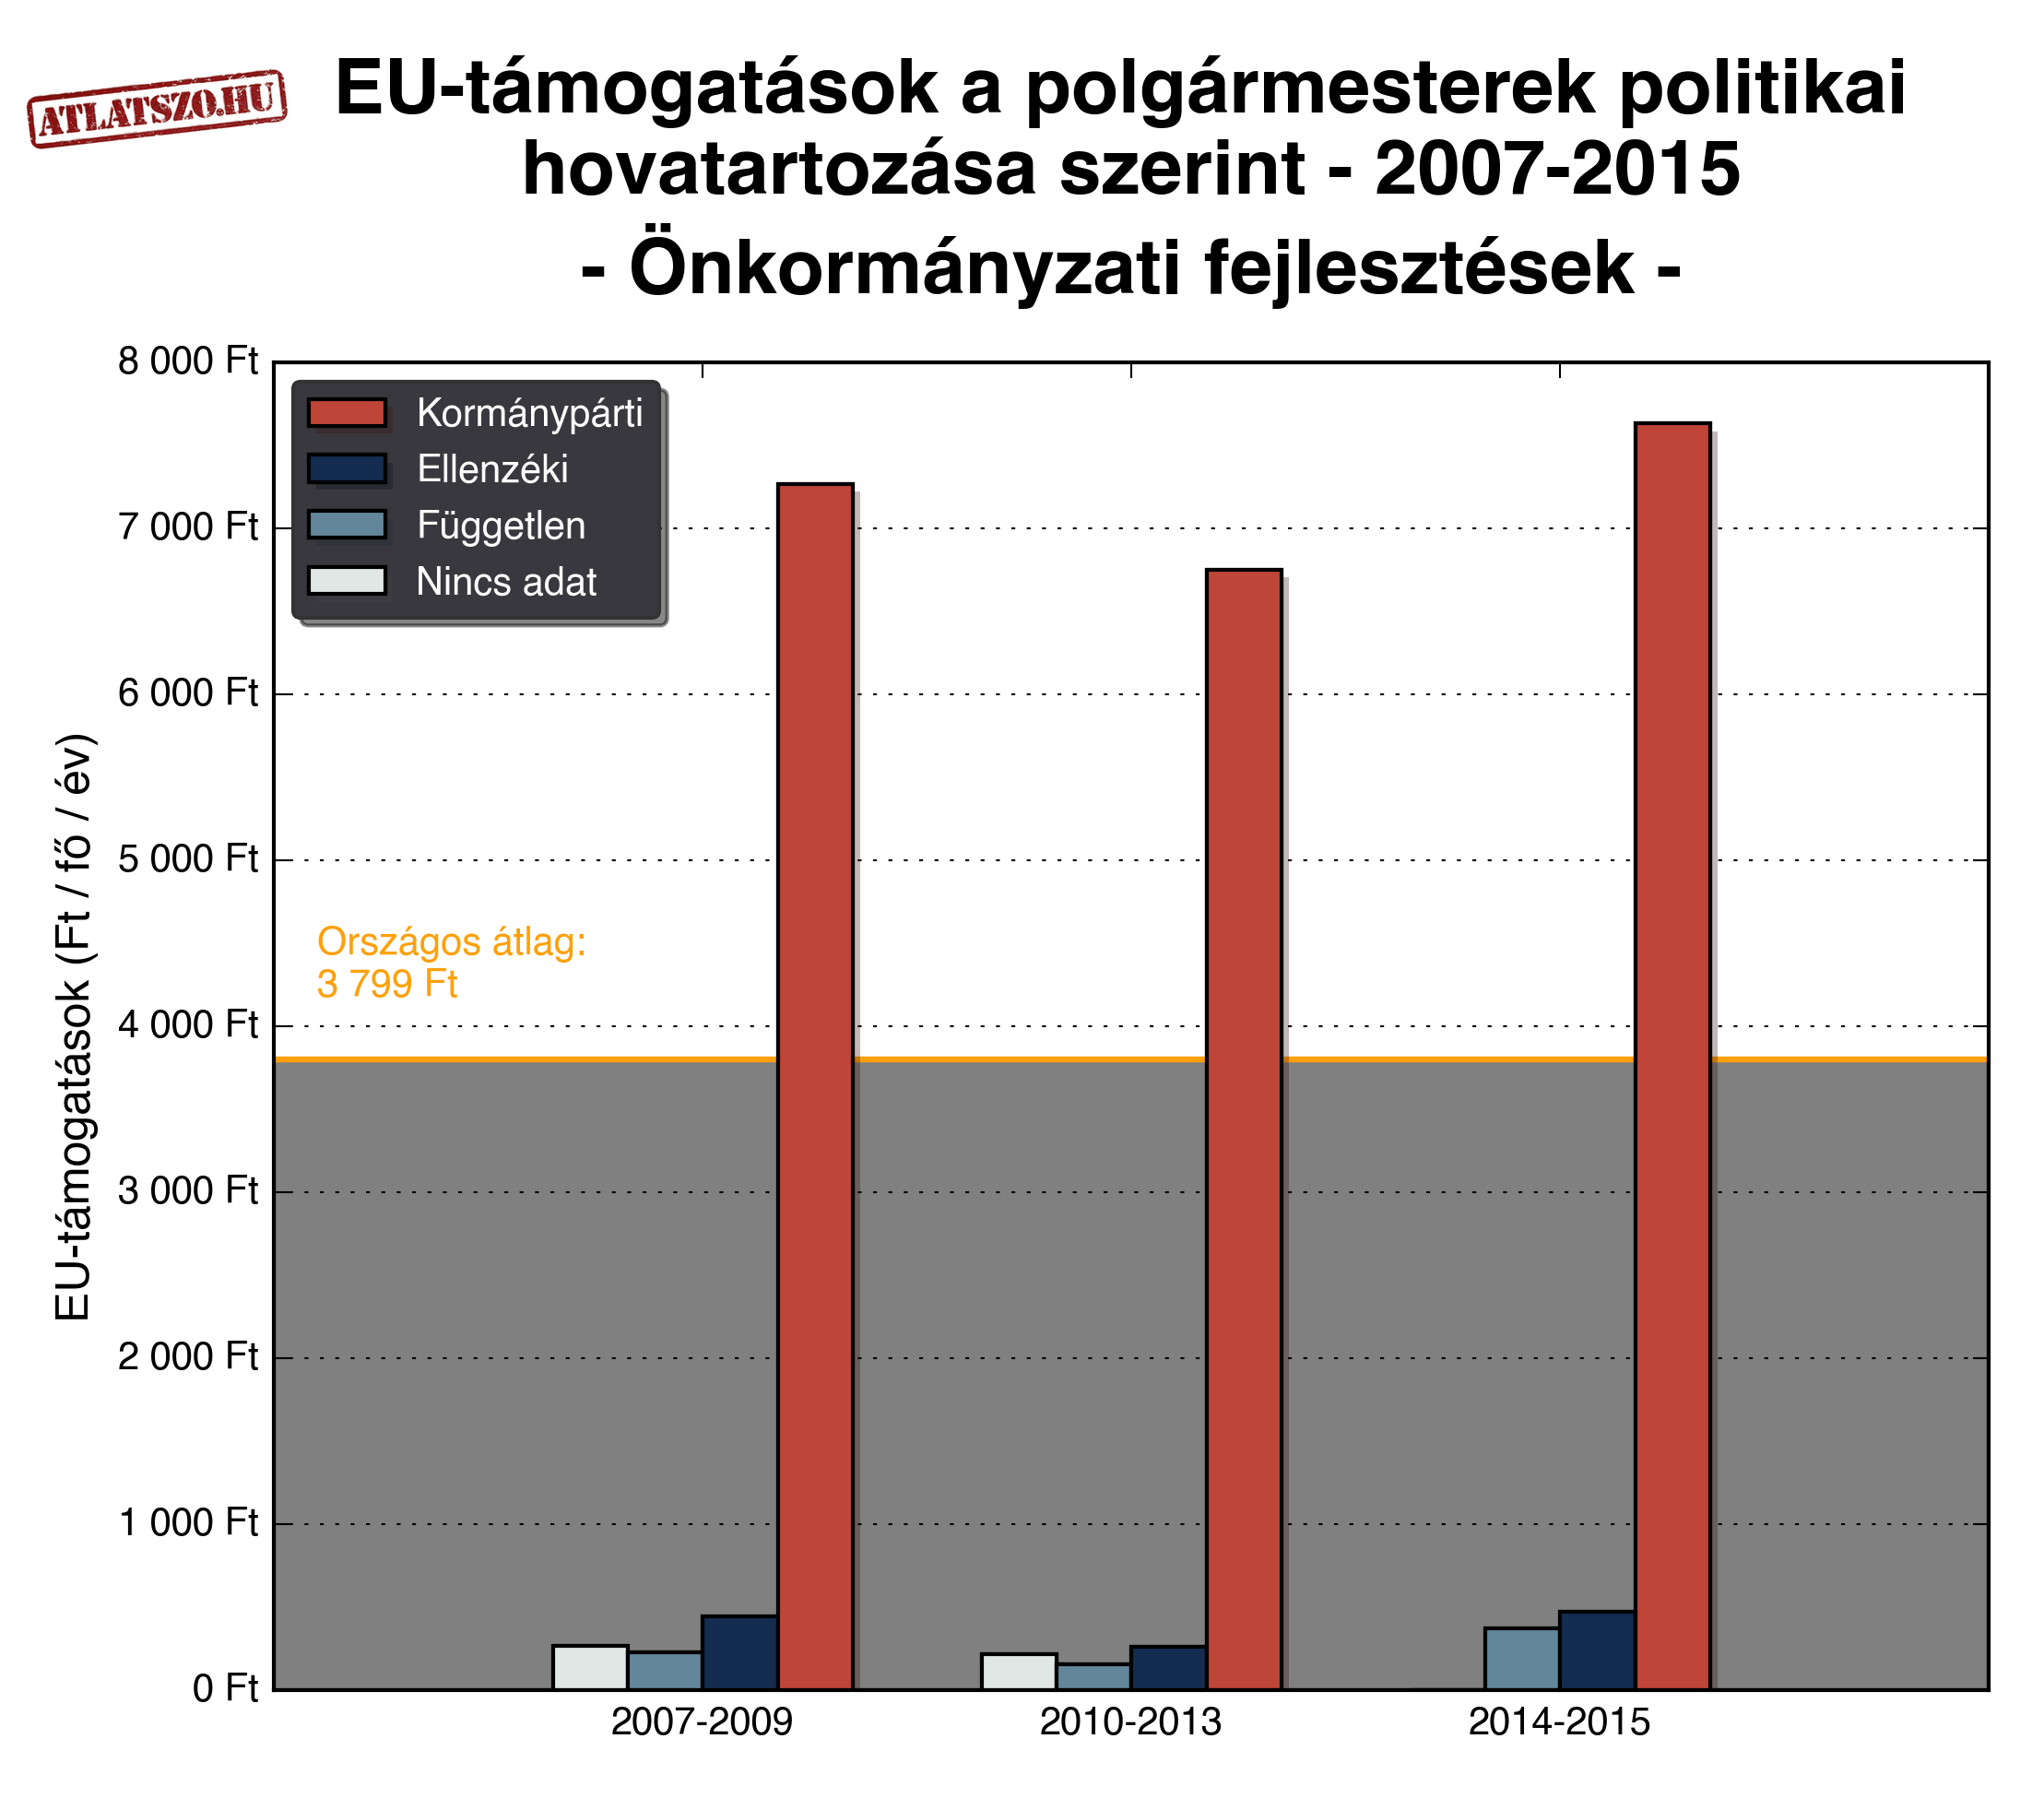 ATLATSZO.HU
EU-támogatások a polgármesterek politikai
hovatartozása szerint - 2007-2015
- Önkormányzati fejlesztések -
8 000 Ft
7 000 Ft
6 000 Ft
5 000 Ft
4 000 Ft
3 000 Ft
2 000 Ft
1 000 Ft
0 Ft
EU-támogatások (Ft / fő / év)
Kormánypárti
Ellenzéki
Független
Nincs adat
Országos átlag:
3 799 Ft
2007-2009
2010-2013
2014-2015